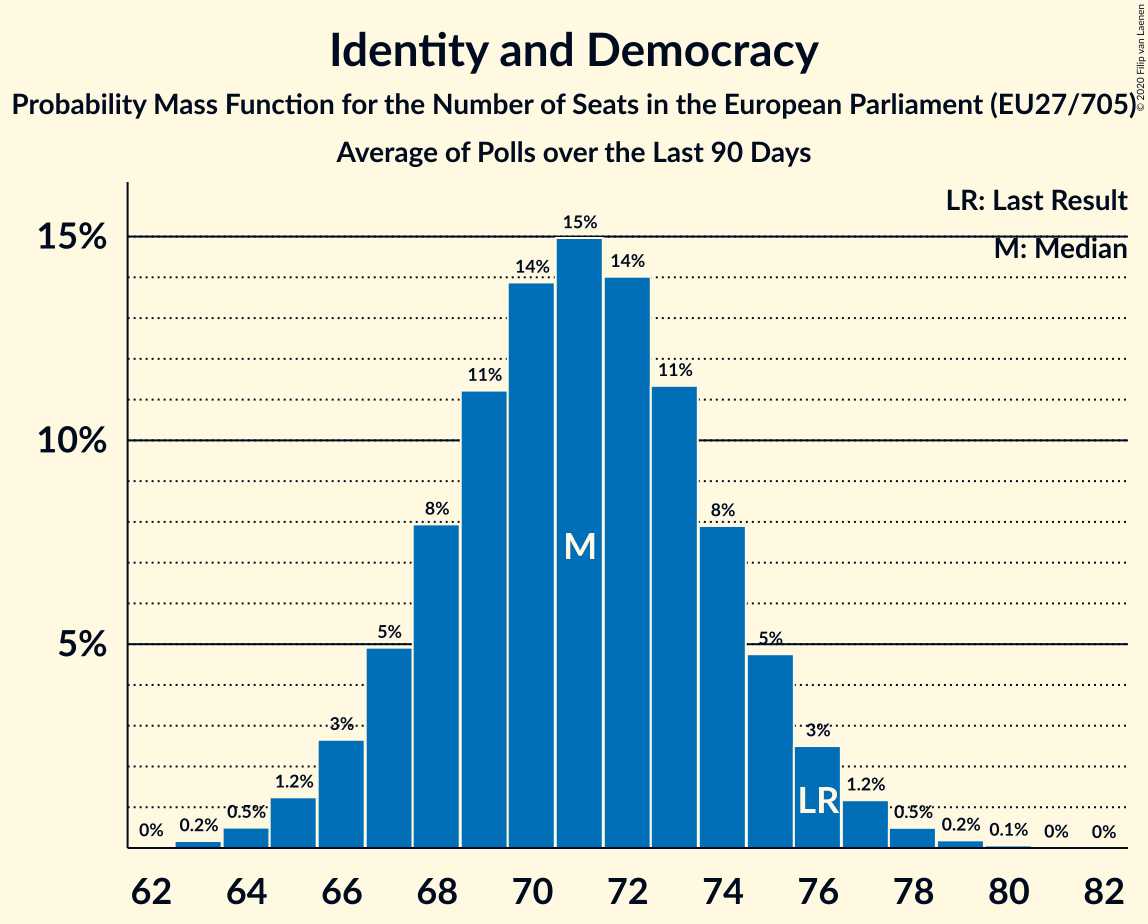 Identity and Democracy
Probability Mass Function for the Number of Seats in the European Parliament (EU27/705)
Average of Polls over the Last 90 Days
© 2020 Filip van Laenen
LR: Last Result
M: Median
15%
10%
5%
0%
0.2%
0.5%
1.2%
3%
5%
8%
11%
14%
15%
14%
11%
8%
5%
3%
1.2%
0.5%
0.2%
0.1%
0%
0%
M
LR
62 64 66 68 70 72 74 76 78 80 82